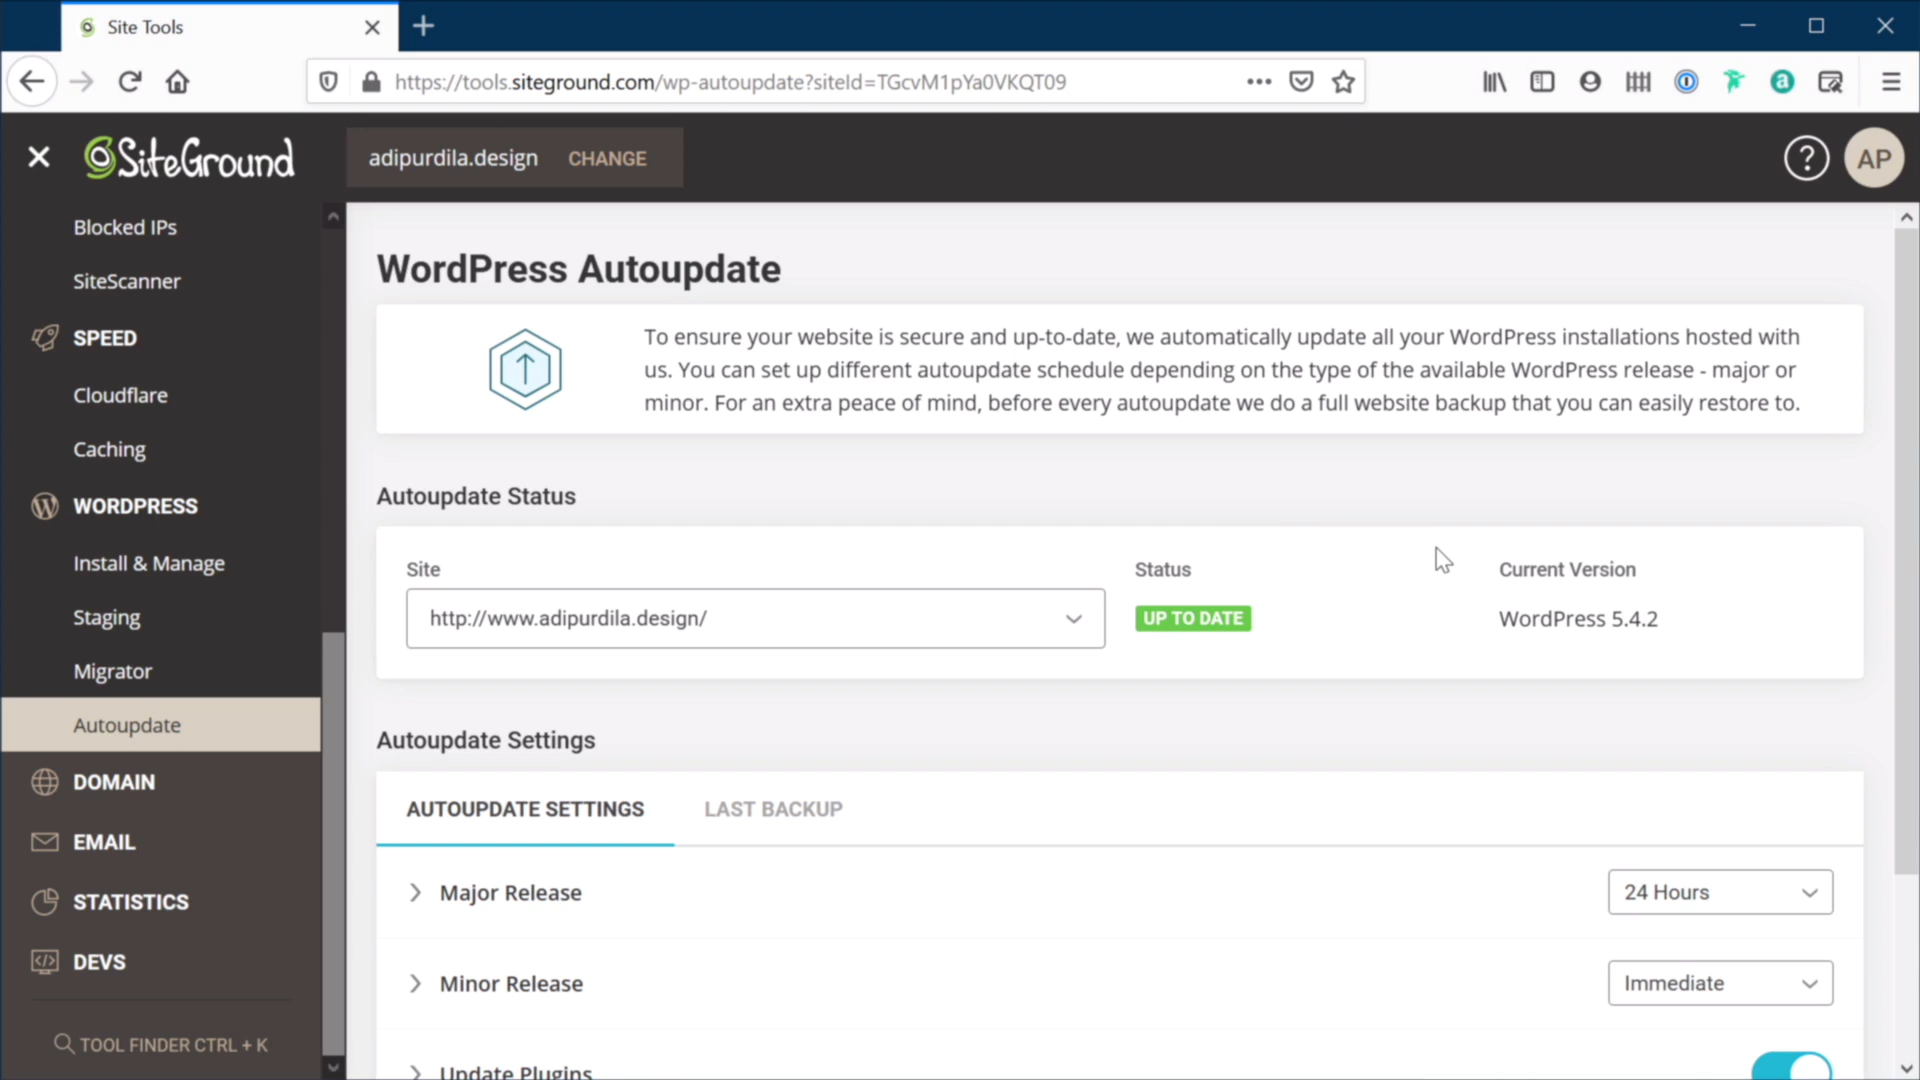 Site Tools
https://tools.siteground.com/wp-autoupdate?siteId=TGcvM1pYa0VKQT09
SiteGround
adipurdila.design CHANGE
? AP
Blocked IPs
SiteScanner
SPEED
Cloudflare
Caching
WORDPRESS
Install & Manage
Staging
Migrator
Autoupdate
DOMAIN
EMAIL
STATISTICS
DEVS
TOOL FINDER CTRL + K
WordPress Autoupdate
To ensure your website is secure and up-to-date, we automatically update all your WordPress installations hosted with
us. You can set up different autoupdate schedule depending on the type of the available WordPress release - major or
minor. For an extra peace of mind, before every autoupdate we do a full website backup that you can easily restore to.
Autoupdate Status
Site Status Current Version
http://www.adipurdila.design/ UP TO DATE WordPress 5.4.2
Autoupdate Settings
AUTOUPDATE SETTINGS LAST BACKUP
Major Release 24 Hours
Minor Release Immediate
Update Plugins